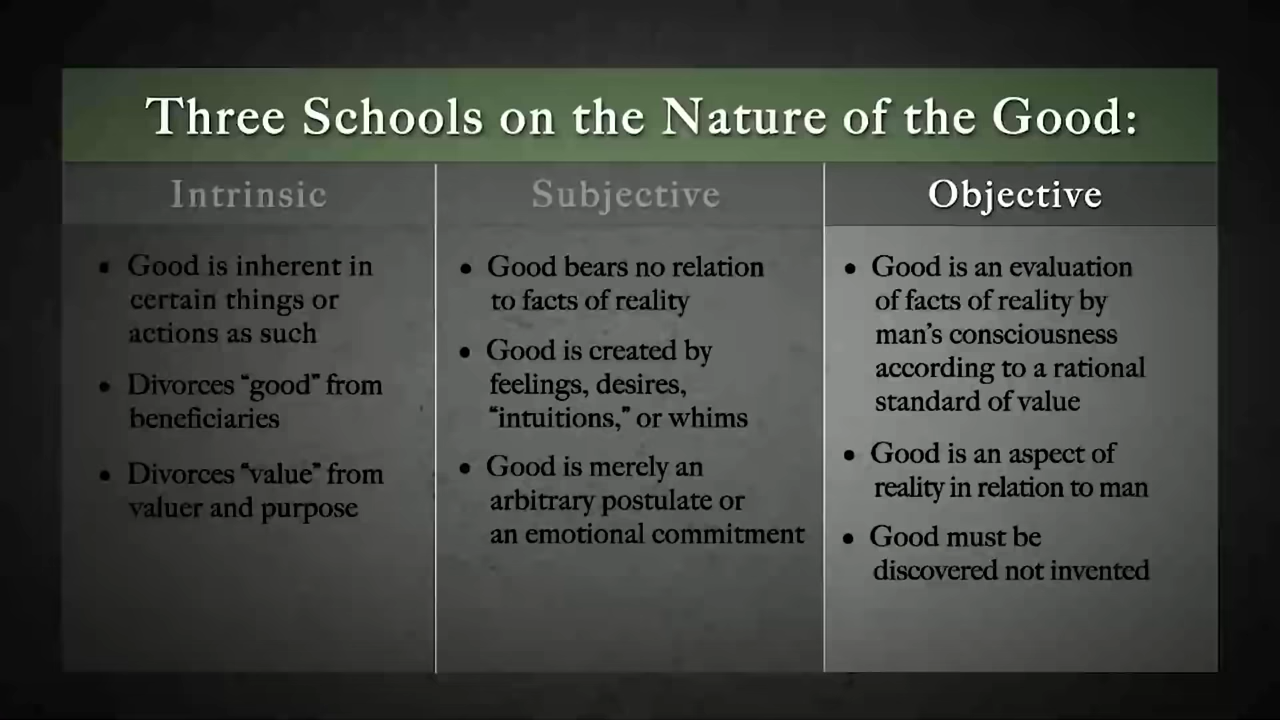 Three Schools on the Nature of the Good:
Intrinsic
• Good is inherent in
certain things or
actions as such
• Divorces “good” from
beneficiaries
• Divorces “value” from
valuer and purpose
Subjective
• Good bears no relation
to facts of reality
• Good is created by
feelings, desires,
“intuitions,” or whims
• Good is merely an
arbitrary postulate or
an emotional commitment
Objective
• Good is an evaluation
of facts of reality by
man’s consciousness
according to a rational
standard of value
• Good is an aspect of
reality in relation to man
• Good must be
discovered not invented